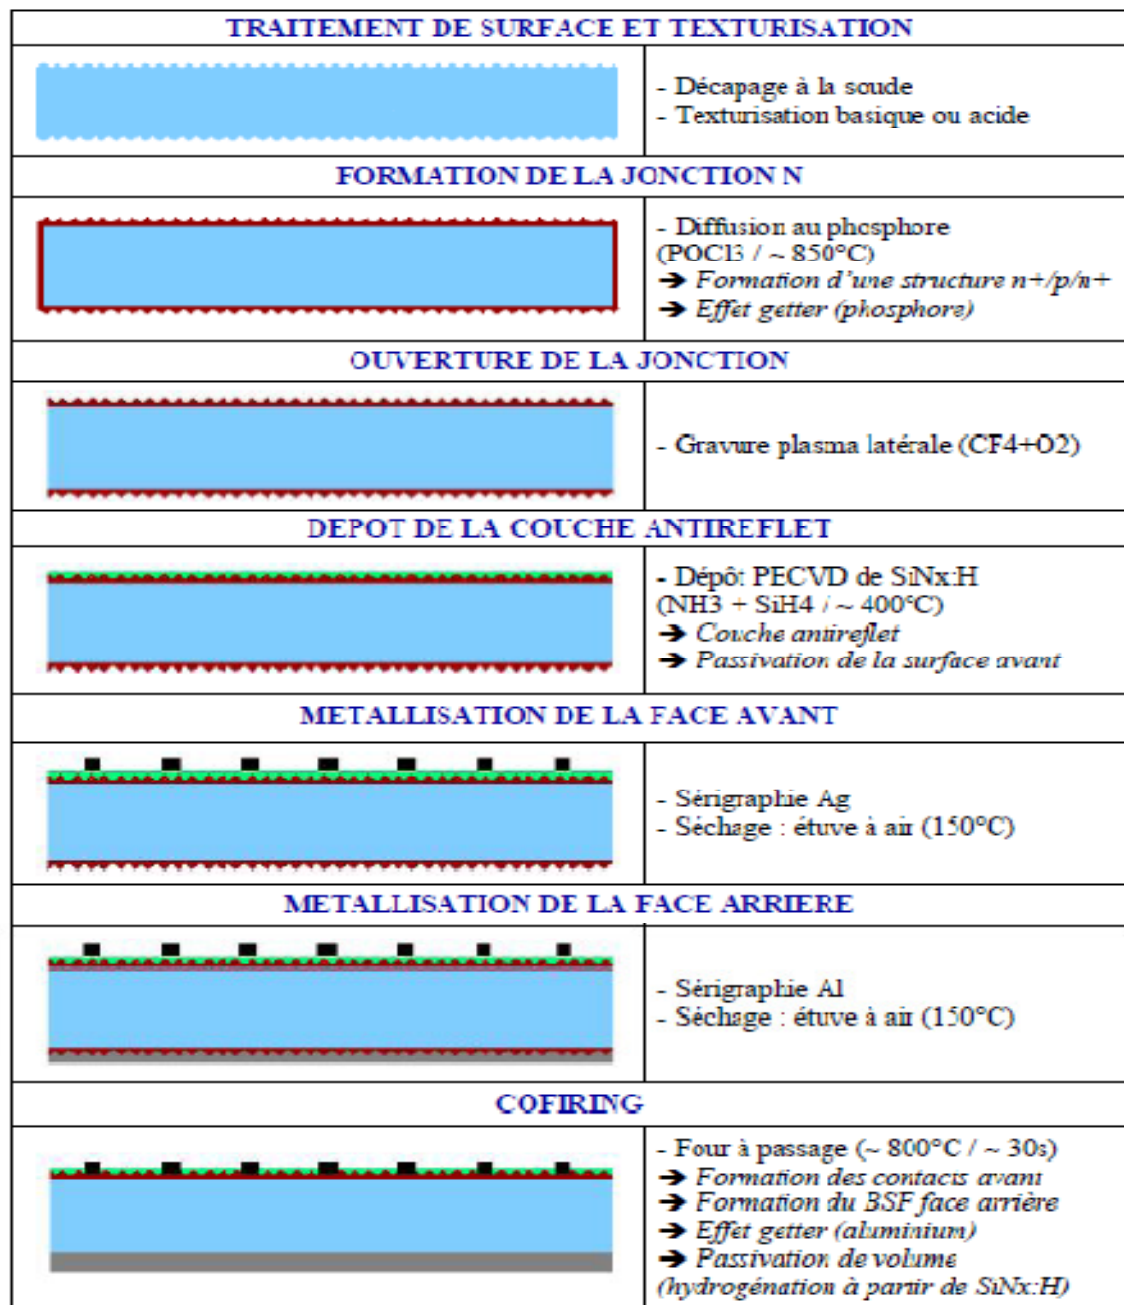 TRAITEMENT DE SURFACE ET TEXTURISATION
- Décapage à la soude
- Texturisation basique ou acide
FORMATION DE LA JONCTION N
- Diffusion au phosphore
(POCl3 / ~ 850°C)
➔ Formation d'une structure n+/p/n+
➔ Effet getter (phosphore)
OUVERTURE DE LA JONCTION
- Gravure plasma latérale (CF4+O2)
DEPOT DE LA COUCHE ANTIREFLET
- Dépôt PECVD de SiNx:H
(NH3 + SiH4 / ~ 400°C)
➔ Couche antireflet
➔ Passivation de la surface avant
METALLISATION DE LA FACE AVANT
- Sérigraphie Ag
- Séchage : étuve à air (150°C)
METALLISATION DE LA FACE ARRIERE
- Sérigraphie Al
- Séchage : étuve à air (150°C)
COFIRING
- Four à passage (~ 800°C / ~ 30s)
➔ Formation des contacts avant
➔ Formation du BSF face arrière
➔ Effet getter (aluminium)
➔ Passivation de volume
(hydrogénation à partir de SiNx:H)